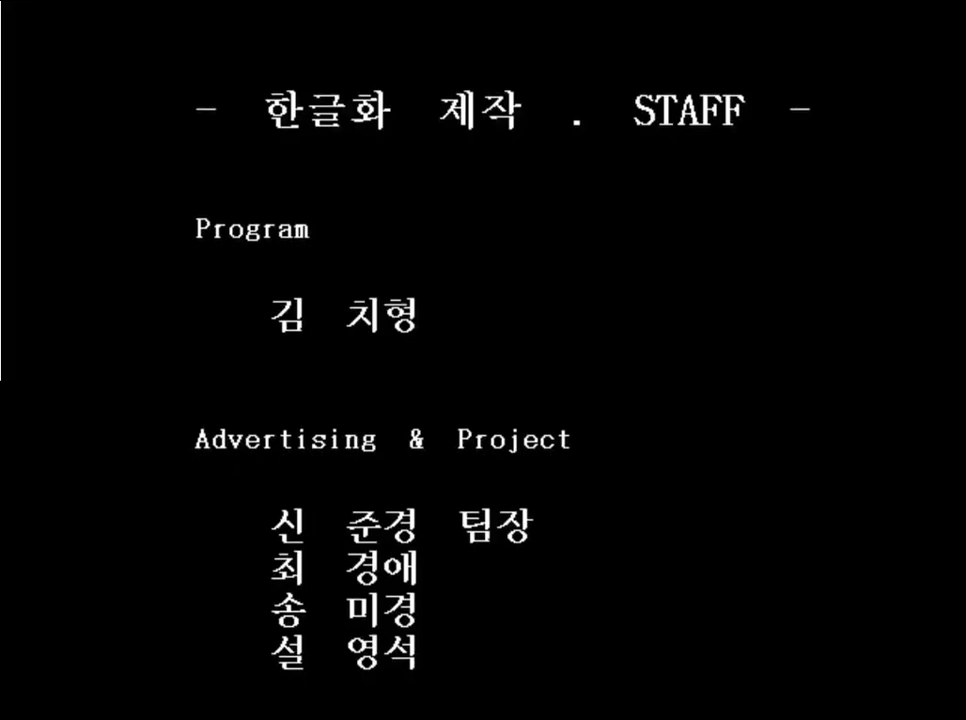 - 한글화 제작 . STAFF -
Program
김 치형
Advertising & Project
신 준경 팀장
최 경애
송 미경
설 영석